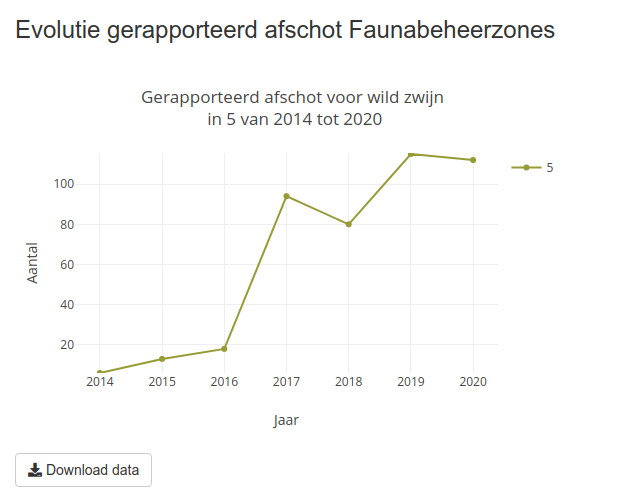 Evolutie gerapporteerd afschot Faunabeheerzones
Gerapporteerd afschot voor wild zwijn
in 5 van 2014 tot 2020
5
100
80
60
40
20
Aantal
2014 2015 2016 2017 2018 2019 2020
Jaar
Download data